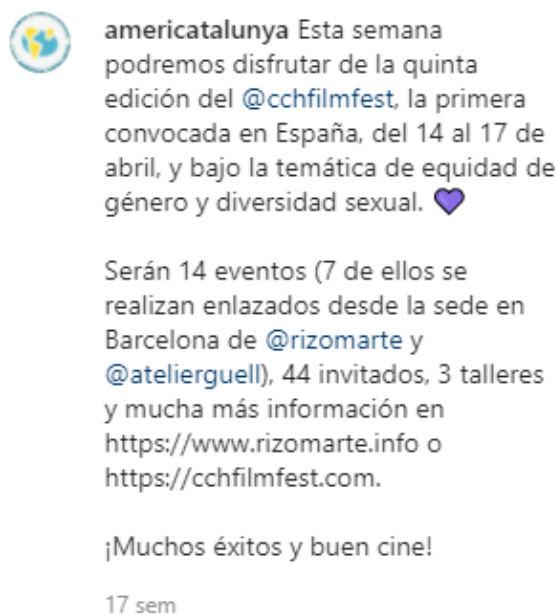 americatalunya Esta semana
podremos disfrutar de la quinta
edición del @cchfilmfest, la primera
convocada en España, del 14 al 17 de
abril, y bajo la temática de equidad de
género y diversidad sexual. 💜
Serán 14 eventos (7 de ellos se
realizan enlazados desde la sede en
Barcelona de @rizomarte y
@atelierguell), 44 invitados, 3 talleres
y mucha más información en
https://www.rizomarte.info o
https://cchfilmfest.com.
¡Muchos éxitos y buen cine!
17 sem